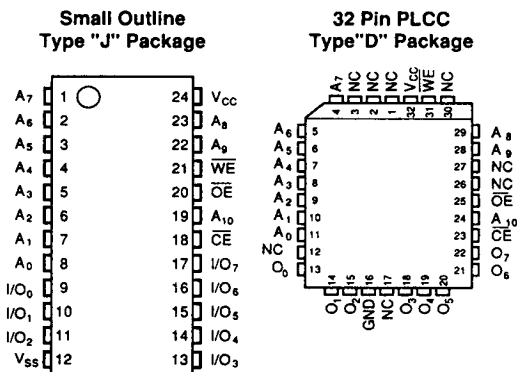 Small Outline
Type "J" Package
A7 1 24 VCC
A6 2 23 A8
A5 3 22 A9
A4 4 21 WE
A3 5 20 OE
A2 6 19 A10
A1 7 18 CE
A0 8 17 I/O7
I/O0 9 16 I/O6
I/O1 10 15 I/O5
I/O2 11 14 I/O4
VSS 12 13 I/O3
32 Pin PLCC
Type"D" Package
A7 NC NC NC VCC WE NC
4 3 2 1 32 31 30
A6 5 29 A8
A5 6 28 A9
A4 7 27 NC
A3 8 26 NC
A2 9 25 OE
A1 10 24 A10
A0 11 23 CE
NC 12 22 O7
O0 13 21 O6
14 15 16 17 18 19 20
O1 O2 GND NC O3 O4 O5